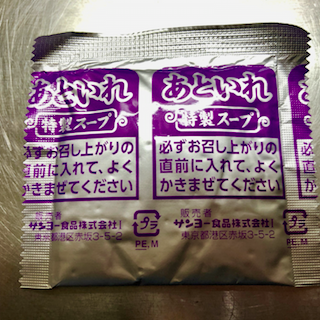 あといれ
特製スープ
必ずお召し上がりの
直前に入れて、よく
かきまぜてください
販売者
サンヨー食品株式会社
東京都港区赤坂3-5-2
プラ
PE,M
あといれ
特製スープ
必ずお召し上がりの
直前に入れて、よく
かきまぜてください
販売者
サンヨー食品株式会社
東京都港区赤坂3-5-2
プラ
PE,M